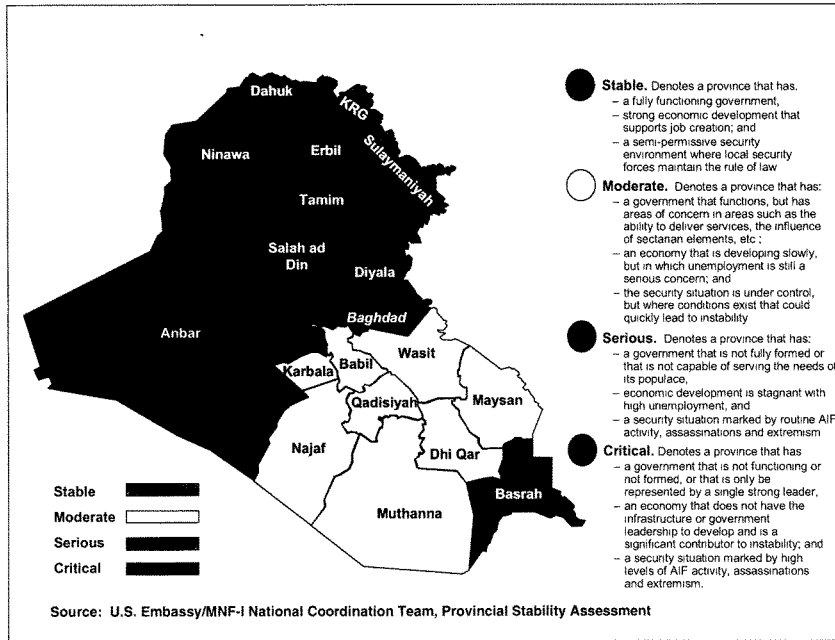 Dahuk
KRG
Ninawa
Erbil
Sulaymaniyah
Tamim
Salah ad
Din
Diyala
Baghdad
Anbar
Wasit
Babil
Karbala
Qadisiyah
Maysan
Najaf
Dhi Qar
Muthanna
Basrah
Stable
Moderate
Serious
Critical
Stable. Denotes a province that has.
– a fully functioning government,
– strong economic development that
supports job creation; and
– a semi-permissive security
environment where local security
forces maintain the rule of law
Moderate. Denotes a province that has:
– a government that functions, but has
areas of concern in areas such as the
ability to deliver services, the influence
of sectarian elements, etc ;
– an economy that is developing slowly,
but in which unemployment is still a
serious concern; and
– the security situation is under control,
but where conditions exist that could
quickly lead to instability
Serious. Denotes a province that has:
– a government that is not fully formed or
that is not capable of serving the needs of
its populace,
– economic development is stagnant with
high unemployment, and
– a security situation marked by routine AIF
activity, assassinations and extremism
Critical. Denotes a province that has
– a government that is not functioning or
not formed, or that is only be
represented by a single strong leader,
– an economy that does not have the
infrastructure or government
leadership to develop and is a
significant contributor to instability; and
– a security situation marked by high
levels of AIF activity, assassinations
and extremism.
Source: U.S. Embassy/MNF-I National Coordination Team, Provincial Stability Assessment